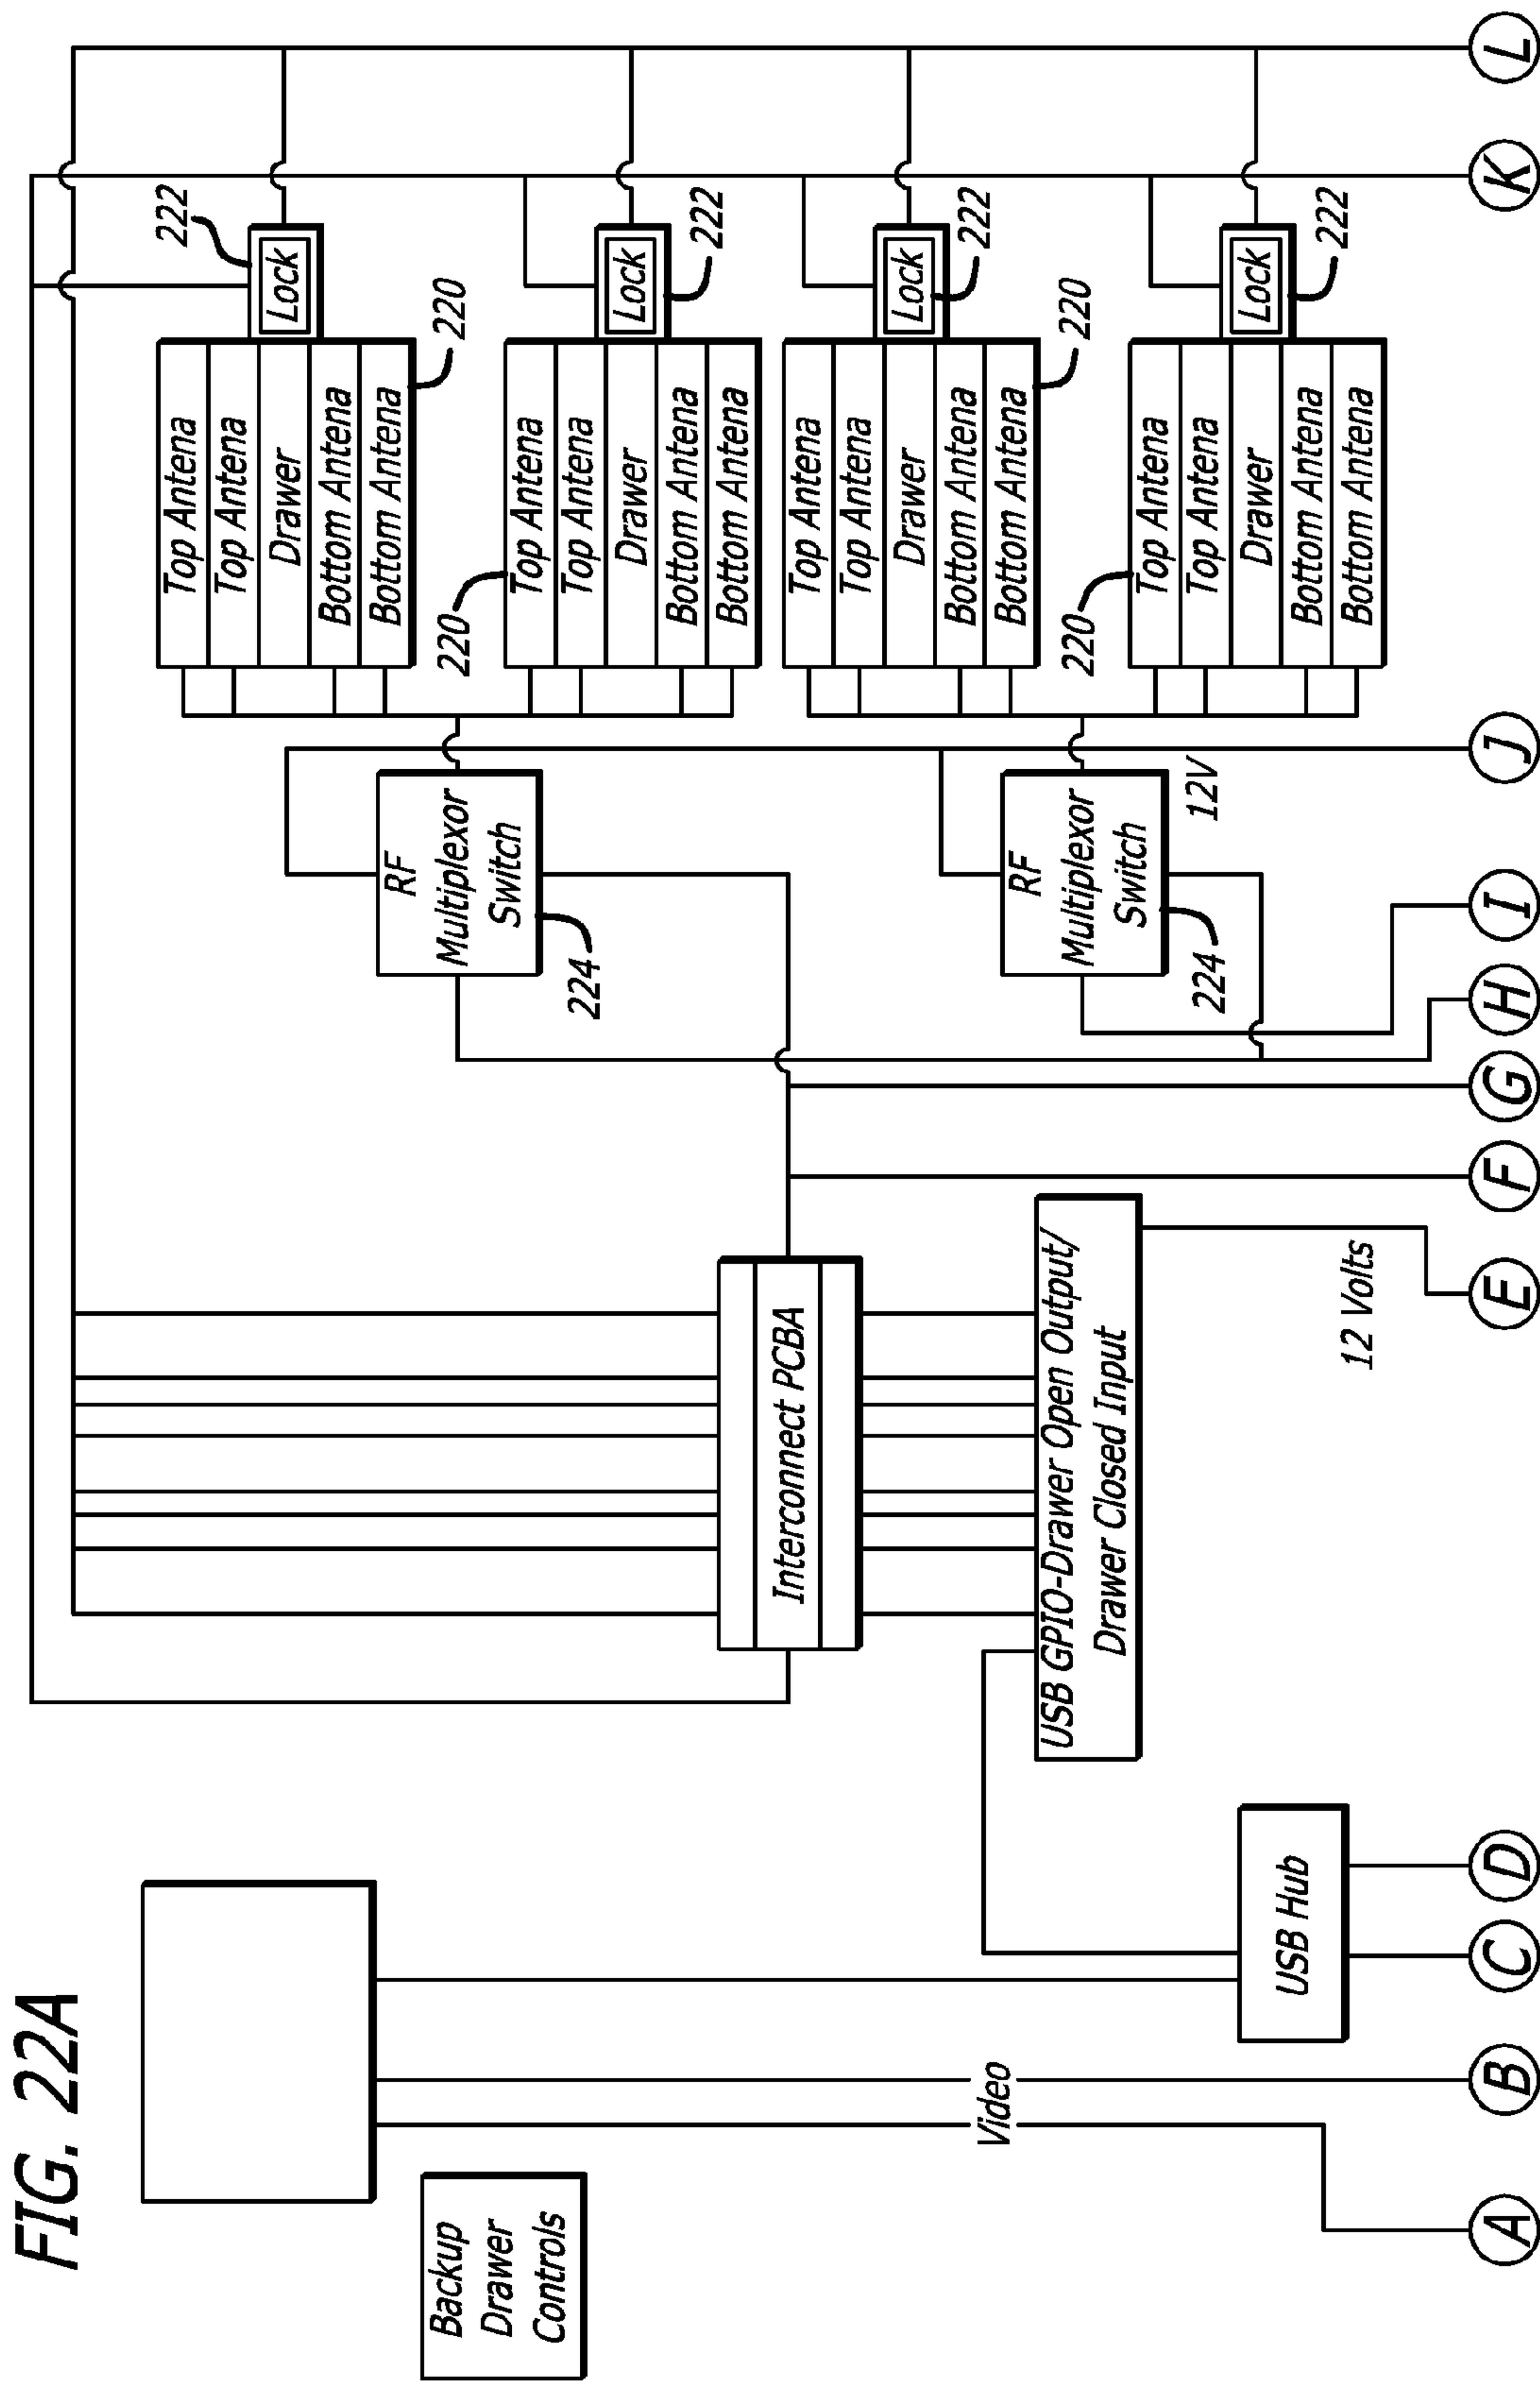 FIG. 22A
Backup
Drawer
Controls
Video
USB Hub
USB GPIO-Drawer Open Output/
Drawer Closed Input
12 Volts
Interconnect PCBA
RF
Multiplexor
Switch
224
RF
Multiplexor
Switch
224
12V
Top Antena
Top Antena
Drawer
Bottom Antena
Bottom Antena
220
Lock
222
Top Antena
Top Antena
Drawer
Bottom Antena
Bottom Antena
220
Lock
222
Top Antena
Top Antena
Drawer
Bottom Antena
Bottom Antena
220
Lock
222
Top Antena
Top Antena
Drawer
Bottom Antena
Bottom Antena
220
Lock
222
A
B
C
D
E
F
G
H
I
J
K
L